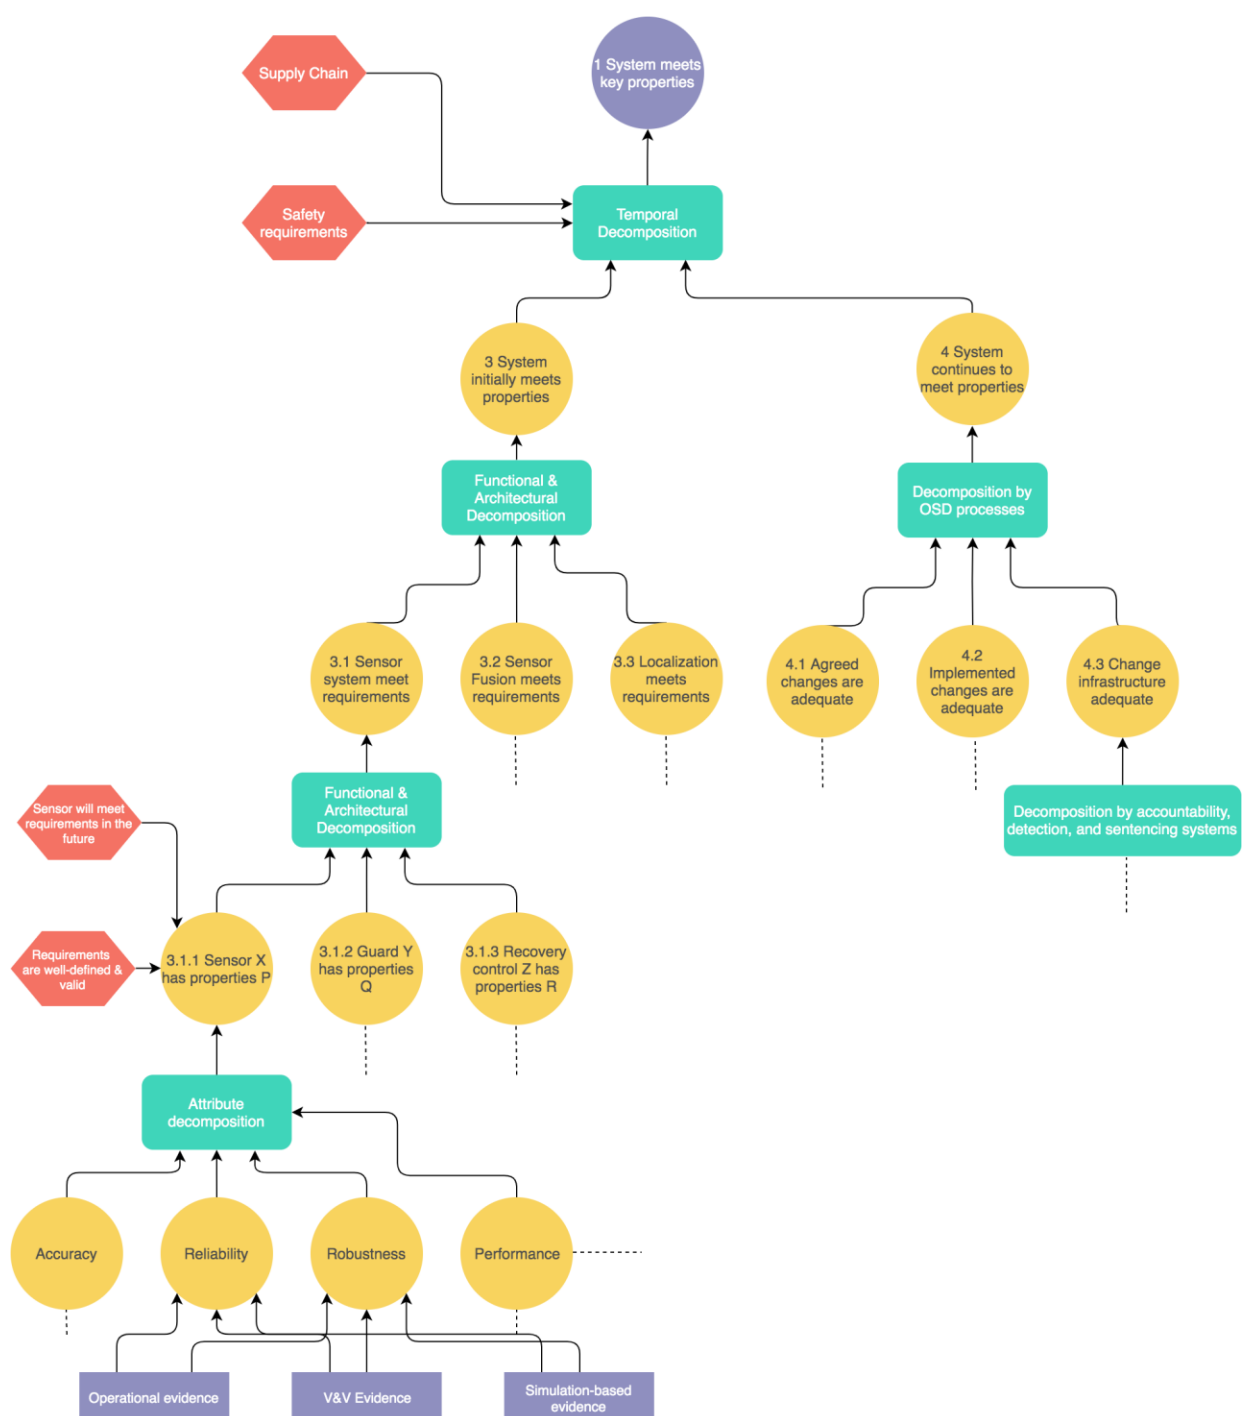 Supply Chain
1 System meets
key properties
Safety
requirements
Temporal
Decomposition
3 System
initially meets
properties
4 System
continues to
meet properties
Functional &
Architectural
Decomposition
Decomposition by
OSD processes
3.1 Sensor
system meet
requirements
3.2 Sensor
Fusion meets
requirements
3.3 Localization
meets
requirements
4.1 Agreed
changes are
adequate
4.2
Implemented
changes are
adequate
4.3 Change
infrastructure
adequate
Sensor will meet
requirements in the
future
Functional &
Architectural
Decomposition
Decomposition by accountability,
detection, and sentencing systems
Requirements
are well-defined &
valid
3.1.1 Sensor X
has properties P
3.1.2 Guard Y
has properties
Q
3.1.3 Recovery
control Z has
properties R
Attribute
decomposition
Accuracy
Reliability
Robustness
Performance
Operational evidence
V&V Evidence
Simulation-based
evidence